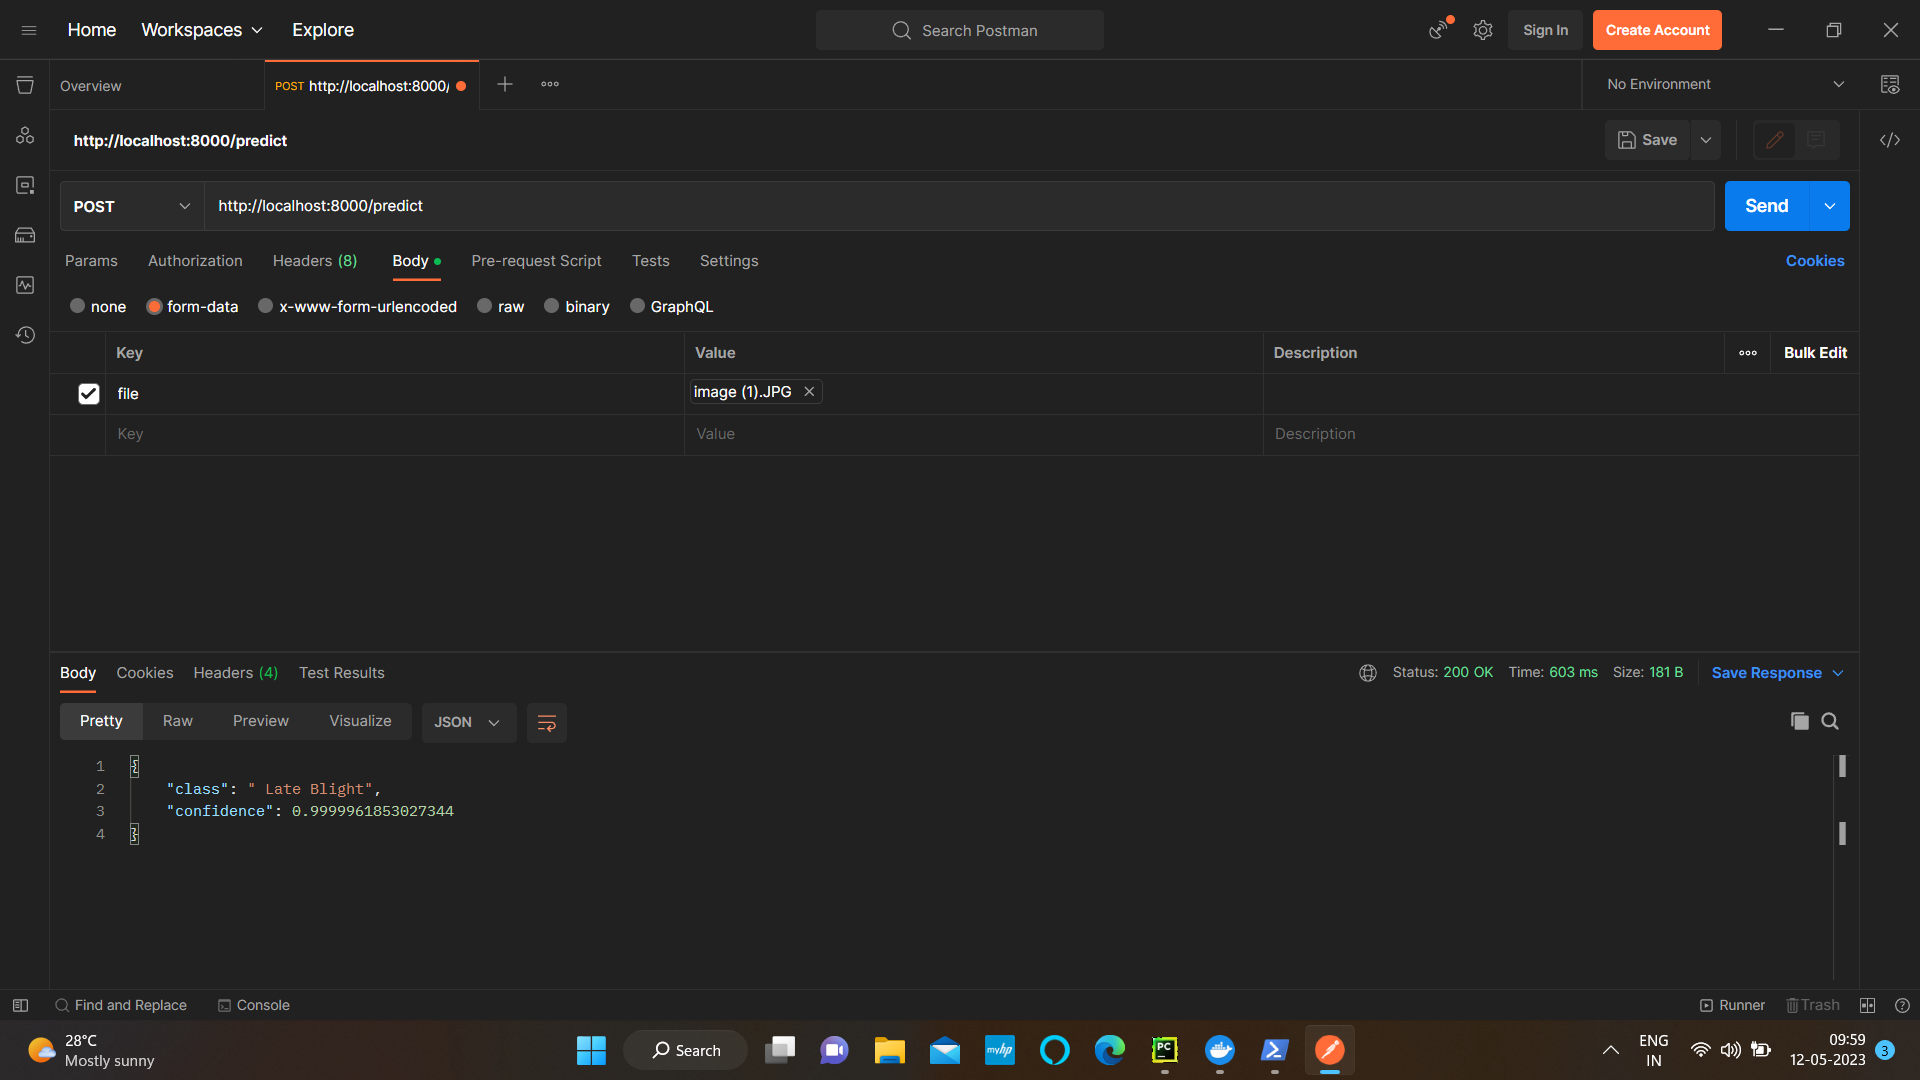 Home Workspaces Explore Search Postman Sign In Create Account
Overview POST http://localhost:8000/ No Environment
http://localhost:8000/predict Save
POST http://localhost:8000/predict Send
Params Authorization Headers (8) Body Pre-request Script Tests Settings Cookies
none form-data x-www-form-urlencoded raw binary GraphQL
Key Value Description Bulk Edit
file image (1).JPG
Key Value Description
Body Cookies Headers (4) Test Results Status: 200 OK Time: 603 ms Size: 181 B Save Response
Pretty Raw Preview Visualize JSON
1 {
2 "class": " Late Blight",
3 "confidence": 0.9999961853027344
4 }
Find and Replace Console Runner Trash
28°C
Mostly sunny
Search
myhp
PC
ENG
IN
09:59
12-05-2023
3